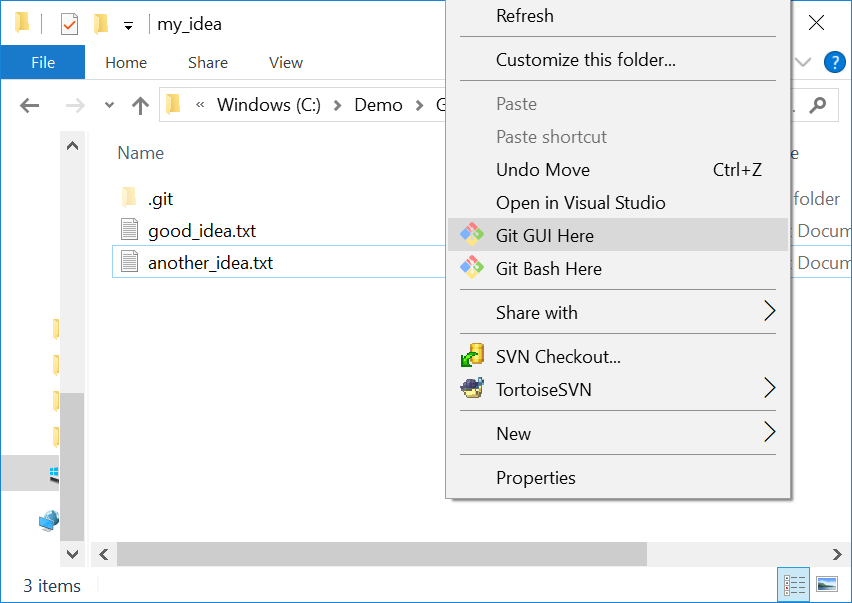 my_idea
File Home Share View
« Windows (C:) > Demo > G
Name
.git
good_idea.txt
another_idea.txt
Refresh
Customize this folder...
Paste
Paste shortcut
Undo Move Ctrl+Z
Open in Visual Studio
Git GUI Here
Git Bash Here
Share with
SVN Checkout...
TortoiseSVN
New
Properties
?
e
folder
Docum
Docum
3 items